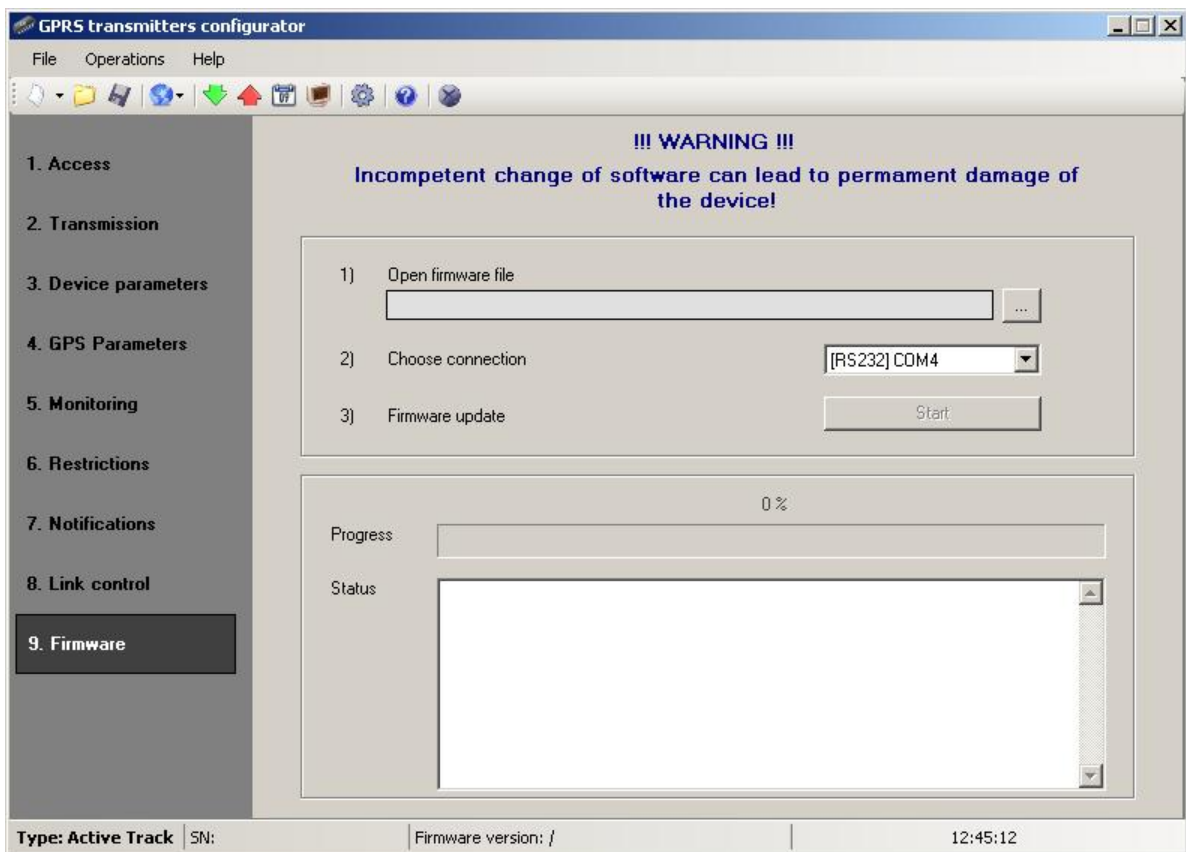 GPRS transmitters configurator
File Operations Help
1. Access
2. Transmission
3. Device parameters
4. GPS Parameters
5. Monitoring
6. Restrictions
7. Notifications
8. Link control
9. Firmware
!!! WARNING !!!
Incompetent change of software can lead to permament damage of
the device!
1) Open firmware file
...
2) Choose connection [RS232] COM4
3) Firmware update Start
0 %
Progress
Status
Type: Active Track SN: Firmware version: / 12:45:12